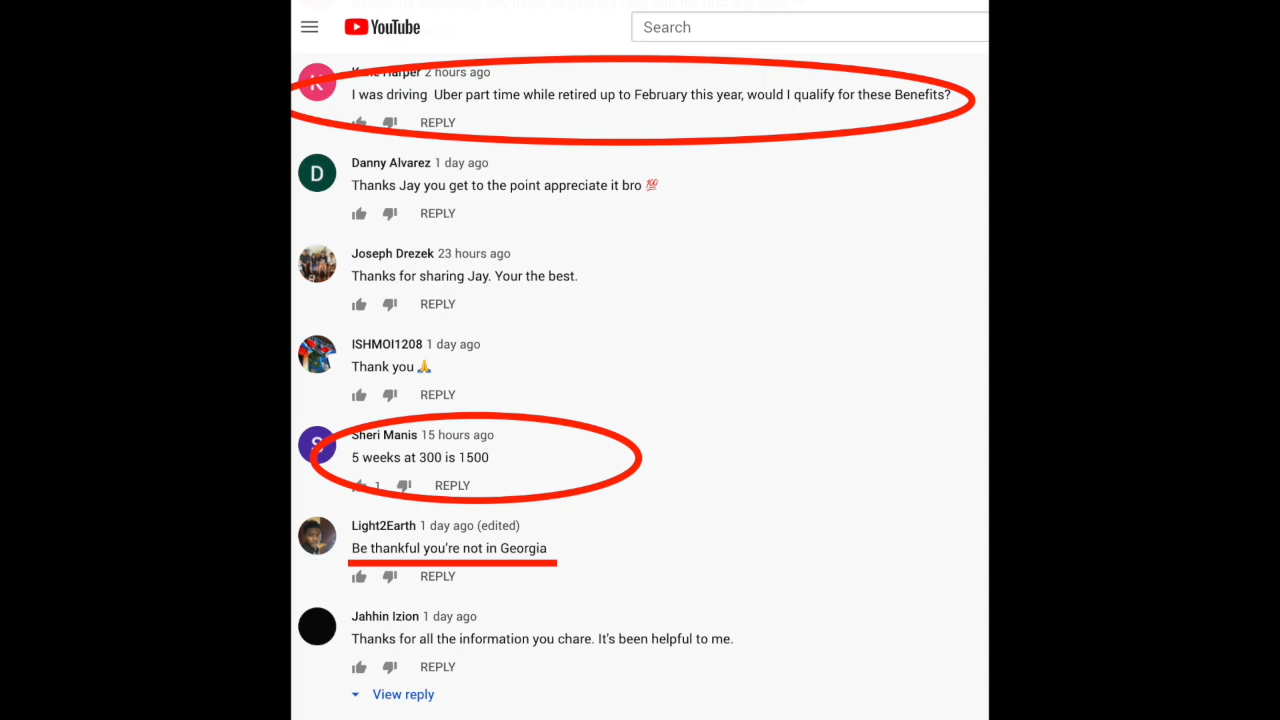 YouTube
Search
Harper 2 hours ago
I was driving Uber part time while retired up to February this year, would I qualify for these Benefits?
REPLY
D
Danny Alvarez 1 day ago
Thanks Jay you get to the point appreciate it bro 💯
REPLY
Joseph Drezek 23 hours ago
Thanks for sharing Jay. Your the best.
REPLY
ISHMOI1208 1 day ago
Thank you 🙏
REPLY
S
Sheri Manis 15 hours ago
5 weeks at 300 is 1500
1 REPLY
Light2Earth 1 day ago (edited)
Be thankful you're not in Georgia
REPLY
Jahhin Izion 1 day ago
Thanks for all the information you chare. It's been helpful to me.
REPLY
View reply